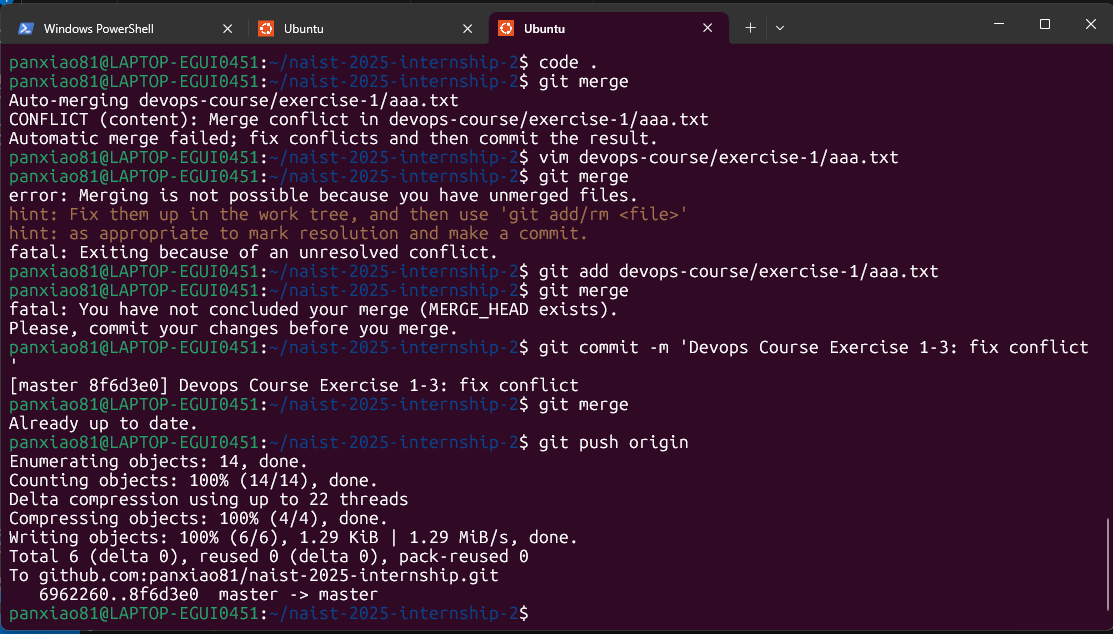 Windows PowerShell
Ubuntu
Ubuntu
panxiao81@LAPTOP-EGUI0451:~/naist-2025-internship-2$ code .
panxiao81@LAPTOP-EGUI0451:~/naist-2025-internship-2$ git merge
Auto-merging devops-course/exercise-1/aaa.txt
CONFLICT (content): Merge conflict in devops-course/exercise-1/aaa.txt
Automatic merge failed; fix conflicts and then commit the result.
panxiao81@LAPTOP-EGUI0451:~/naist-2025-internship-2$ vim devops-course/exercise-1/aaa.txt
panxiao81@LAPTOP-EGUI0451:~/naist-2025-internship-2$ git merge
error: Merging is not possible because you have unmerged files.
hint: Fix them up in the work tree, and then use 'git add/rm <file>'
hint: as appropriate to mark resolution and make a commit.
fatal: Exiting because of an unresolved conflict.
panxiao81@LAPTOP-EGUI0451:~/naist-2025-internship-2$ git add devops-course/exercise-1/aaa.txt
panxiao81@LAPTOP-EGUI0451:~/naist-2025-internship-2$ git merge
fatal: You have not concluded your merge (MERGE_HEAD exists).
Please, commit your changes before you merge.
panxiao81@LAPTOP-EGUI0451:~/naist-2025-internship-2$ git commit -m 'Devops Course Exercise 1-3: fix conflict
'
[master 8f6d3e0] Devops Course Exercise 1-3: fix conflict
panxiao81@LAPTOP-EGUI0451:~/naist-2025-internship-2$ git merge
Already up to date.
panxiao81@LAPTOP-EGUI0451:~/naist-2025-internship-2$ git push origin
Enumerating objects: 14, done.
Counting objects: 100% (14/14), done.
Delta compression using up to 22 threads
Compressing objects: 100% (4/4), done.
Writing objects: 100% (6/6), 1.29 KiB | 1.29 MiB/s, done.
Total 6 (delta 0), reused 0 (delta 0), pack-reused 0
To github.com:panxiao81/naist-2025-internship.git
   6962260..8f6d3e0  master -> master
panxiao81@LAPTOP-EGUI0451:~/naist-2025-internship-2$